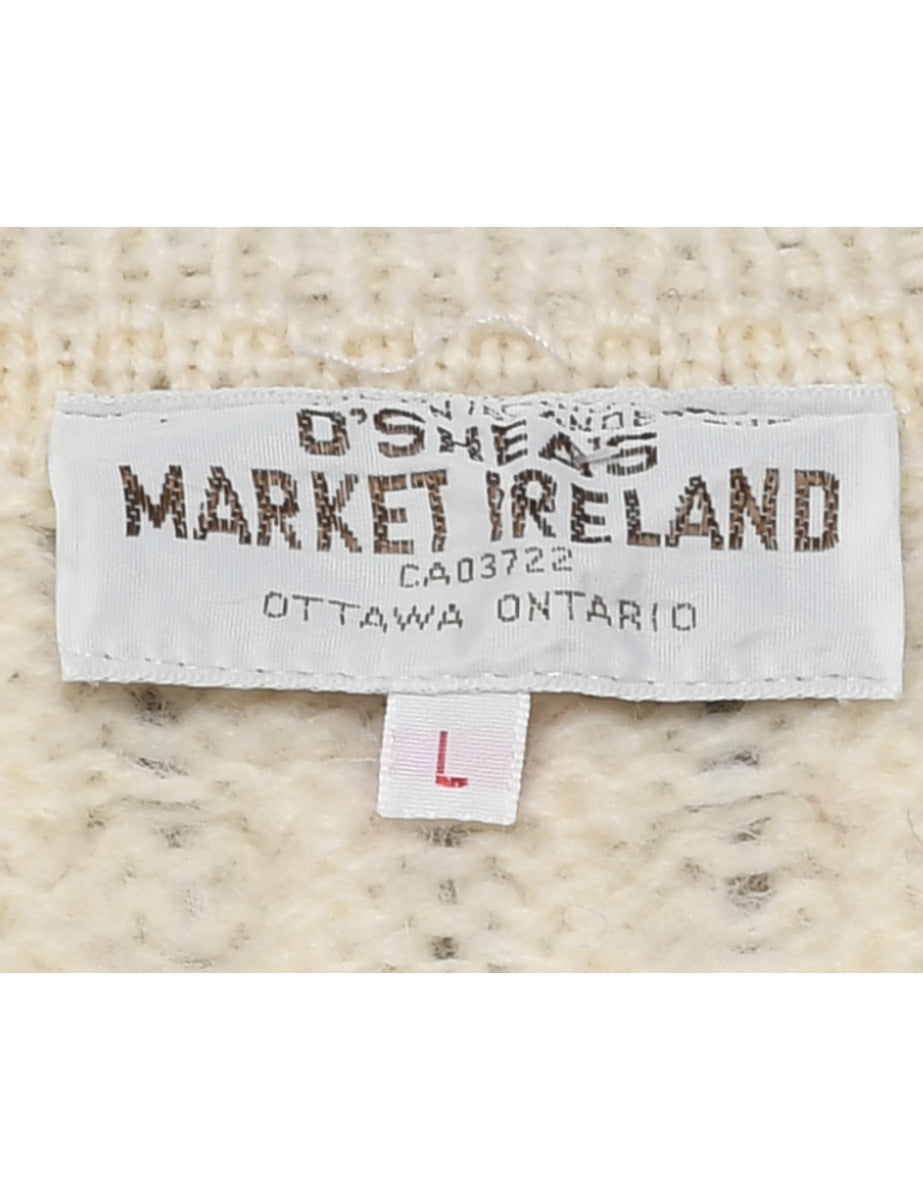 O'SHEA'S
MARKET IRELAND
CA03722
OTTAWA ONTARIO
L